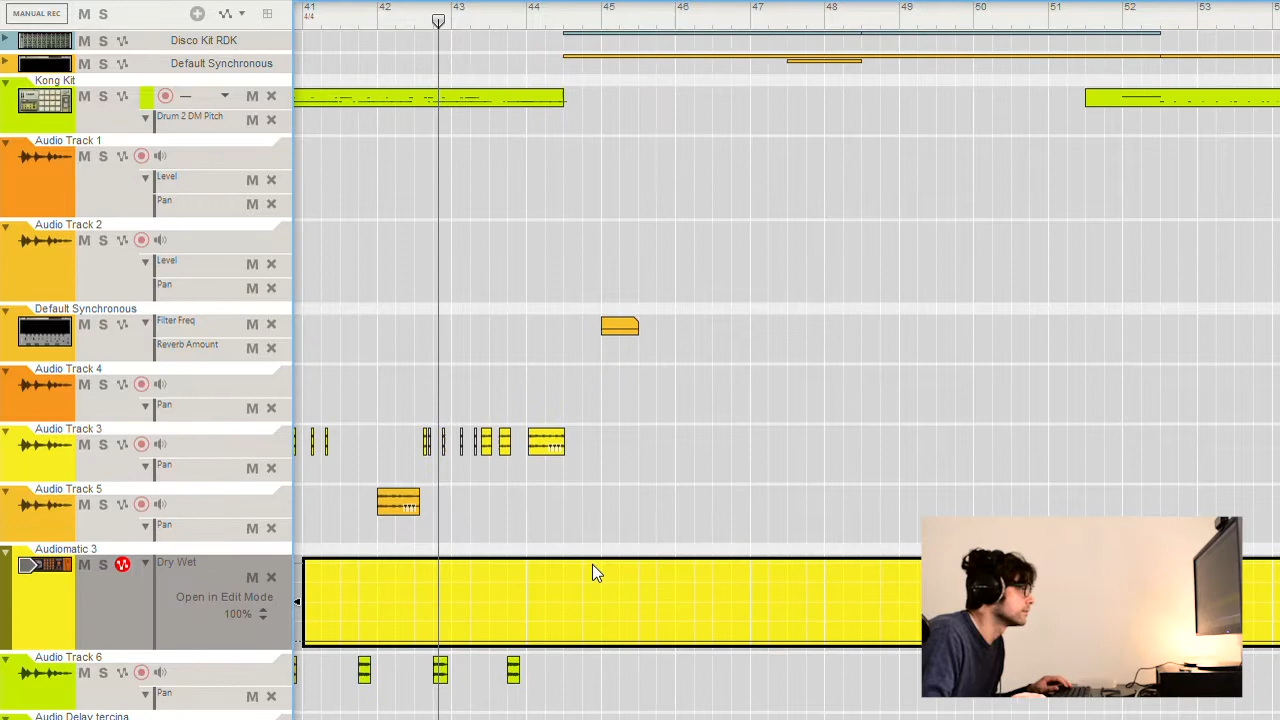 MANUAL REC M S
41 42 43 44 45 46 47 48 49 50 51 52 53
4/4
M S Disco Kit RDK
M S Default Synchronous
Kong Kit
M S — M X
Drum 2 DM Pitch M X
Audio Track 1
M S
Level M X
Pan M X
Audio Track 2
M S
Level M X
Pan M X
Default Synchronous
M S Filter Freq M X
Reverb Amount M X
Audio Track 4
M S
Pan M X
Audio Track 3
M S
Pan M X
Audio Track 5
M S
Pan M X
Audiomatic 3
M S Dry Wet
M X
Open in Edit Mode
100%
Audio Track 6
M S
Pan M X
Audio Delay tercina